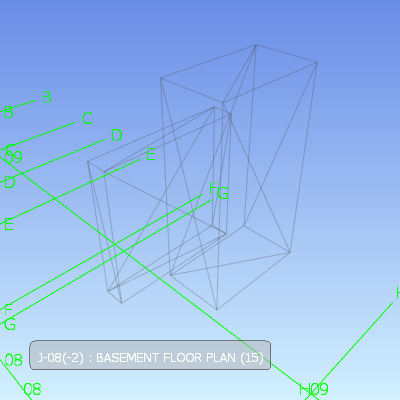 B
B
C
C
D
09
E
D
F
G
E
F
G
J-08(-2) : BASEMENT FLOOR PLAN (15)
08
08
H09